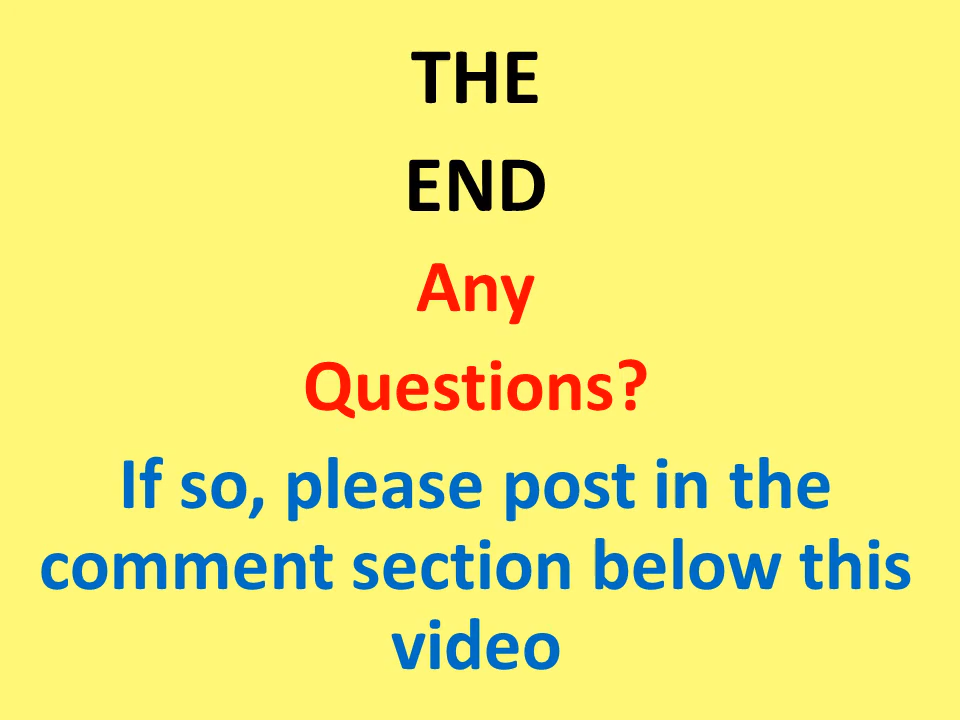 THE
END
Any
Questions?
If so, please post in the
comment section below this
video